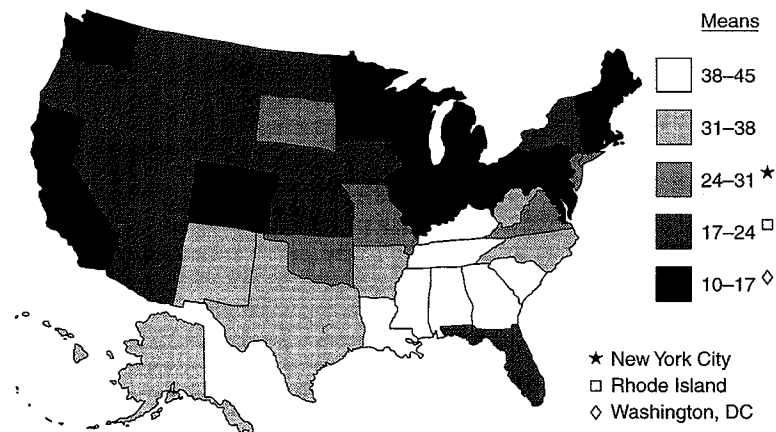 Means
38–45
31–38
24–31 ★
17–24 □
10–17 ◇
★ New York City
□ Rhode Island
◇ Washington, DC